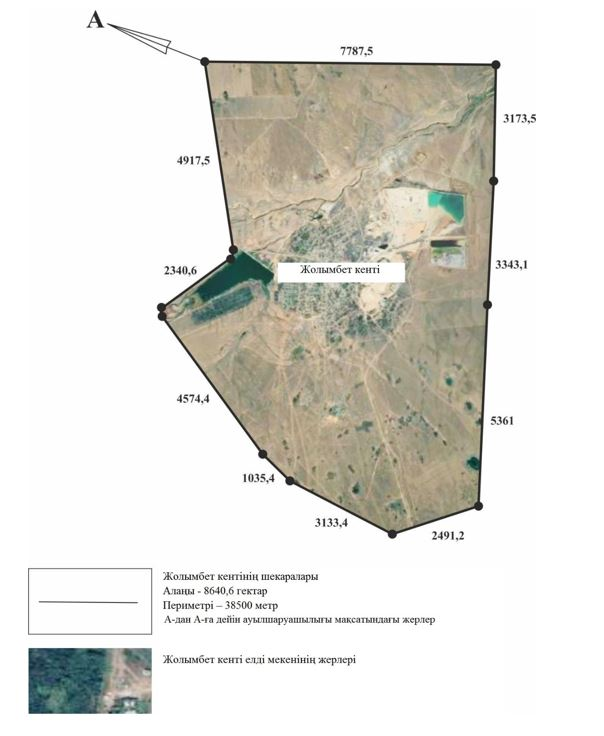 А
7787,5
3173,5
4917,5
2340,6
Жолымбет кенті
3343,1
4574,4
5361
1035,4
3133,4
2491,2
Жолымбет кентінің шекаралары
Алаңы - 8640,6 гектар
Периметрі – 38500 метр
А-дан А-ға дейін ауылшаруашылығы мақсатындағы жерлер
Жолымбет кенті елді мекенінің жерлері